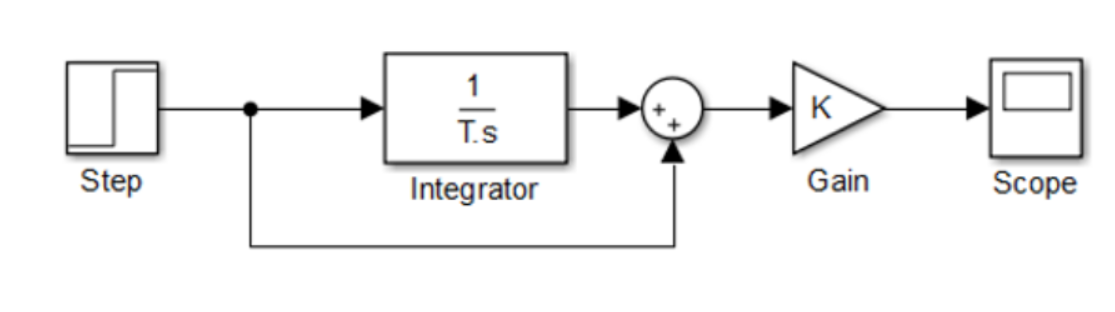 1
T.s
+
+
K
Step
Integrator
Gain
Scope